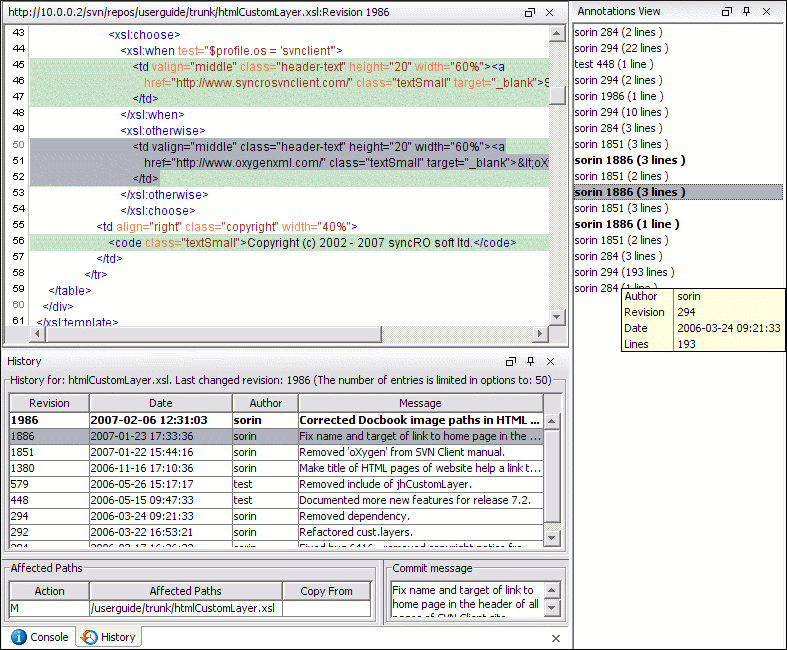 http://10.0.0.2/svn/repos/userguide/trunk/htmlCustomLayer.xsl:Revision 1986
43 <xsl:choose>
44 <xsl:when test="$profile.os = 'svnclient'">
45 <td valign="middle" class="header-text" height="20" width="60%"><a
46 href="http://www.syncrosvnclient.com/" class="textSmall" target="_blank">S
47 </td>
48 </xsl:when>
49 <xsl:otherwise>
50 <td valign="middle" class="header-text" height="20" width="60%"><a
51 href="http://www.oxygenxml.com/" class="textSmall" target="_blank">&lt;oX
52 </td>
53 </xsl:otherwise>
54 </xsl:choose>
55 <td align="right" class="copyright" width="40%">
56 <code class="textSmall">Copyright (c) 2002 - 2007 syncRO soft ltd.</code>
57 </td>
58 </tr>
59 </table>
60 </div>
61 </xsl:template>
Annotations View
sorin 284 (2 lines )
sorin 294 (22 lines )
test 448 (1 line )
sorin 294 (2 lines )
sorin 1986 (1 line )
sorin 294 (10 lines )
sorin 284 (3 lines )
sorin 1851 (3 lines )
sorin 1886 (3 lines )
sorin 1851 (2 lines )
sorin 1886 (3 lines )
sorin 1851 (3 lines )
sorin 1886 (1 line )
sorin 1851 (2 lines )
sorin 284 (3 lines )
sorin 294 (193 lines )
sorin 284 (1 line )
Author sorin
Revision 294
Date 2006-03-24 09:21:33
Lines 193
History
History for: htmlCustomLayer.xsl. Last changed revision: 1986 (The number of entries is limited in options to: 50)
Revision Date Author Message
1986 2007-02-06 12:31:03 sorin Corrected Docbook image paths in HTML ...
1886 2007-01-23 17:33:36 sorin Fix name and target of link to home page in the ...
1851 2007-01-22 15:44:16 sorin Removed 'oXygen' from SVN Client manual.
1380 2006-11-16 17:10:36 sorin Make title of HTML pages of website help a link t...
579 2006-05-26 15:17:17 test Removed include of jhCustomLayer.
448 2006-05-15 09:47:33 test Documented more new features for release 7.2.
294 2006-03-24 09:21:33 sorin Removed dependency.
292 2006-03-22 16:53:21 sorin Refactored cust.layers.
Affected Paths
Action Affected Paths Copy From
M /userguide/trunk/htmlCustomLayer.xsl
Commit message
Fix name and target of link to
home page in the header of all
pages of SVN Client site.
Console History